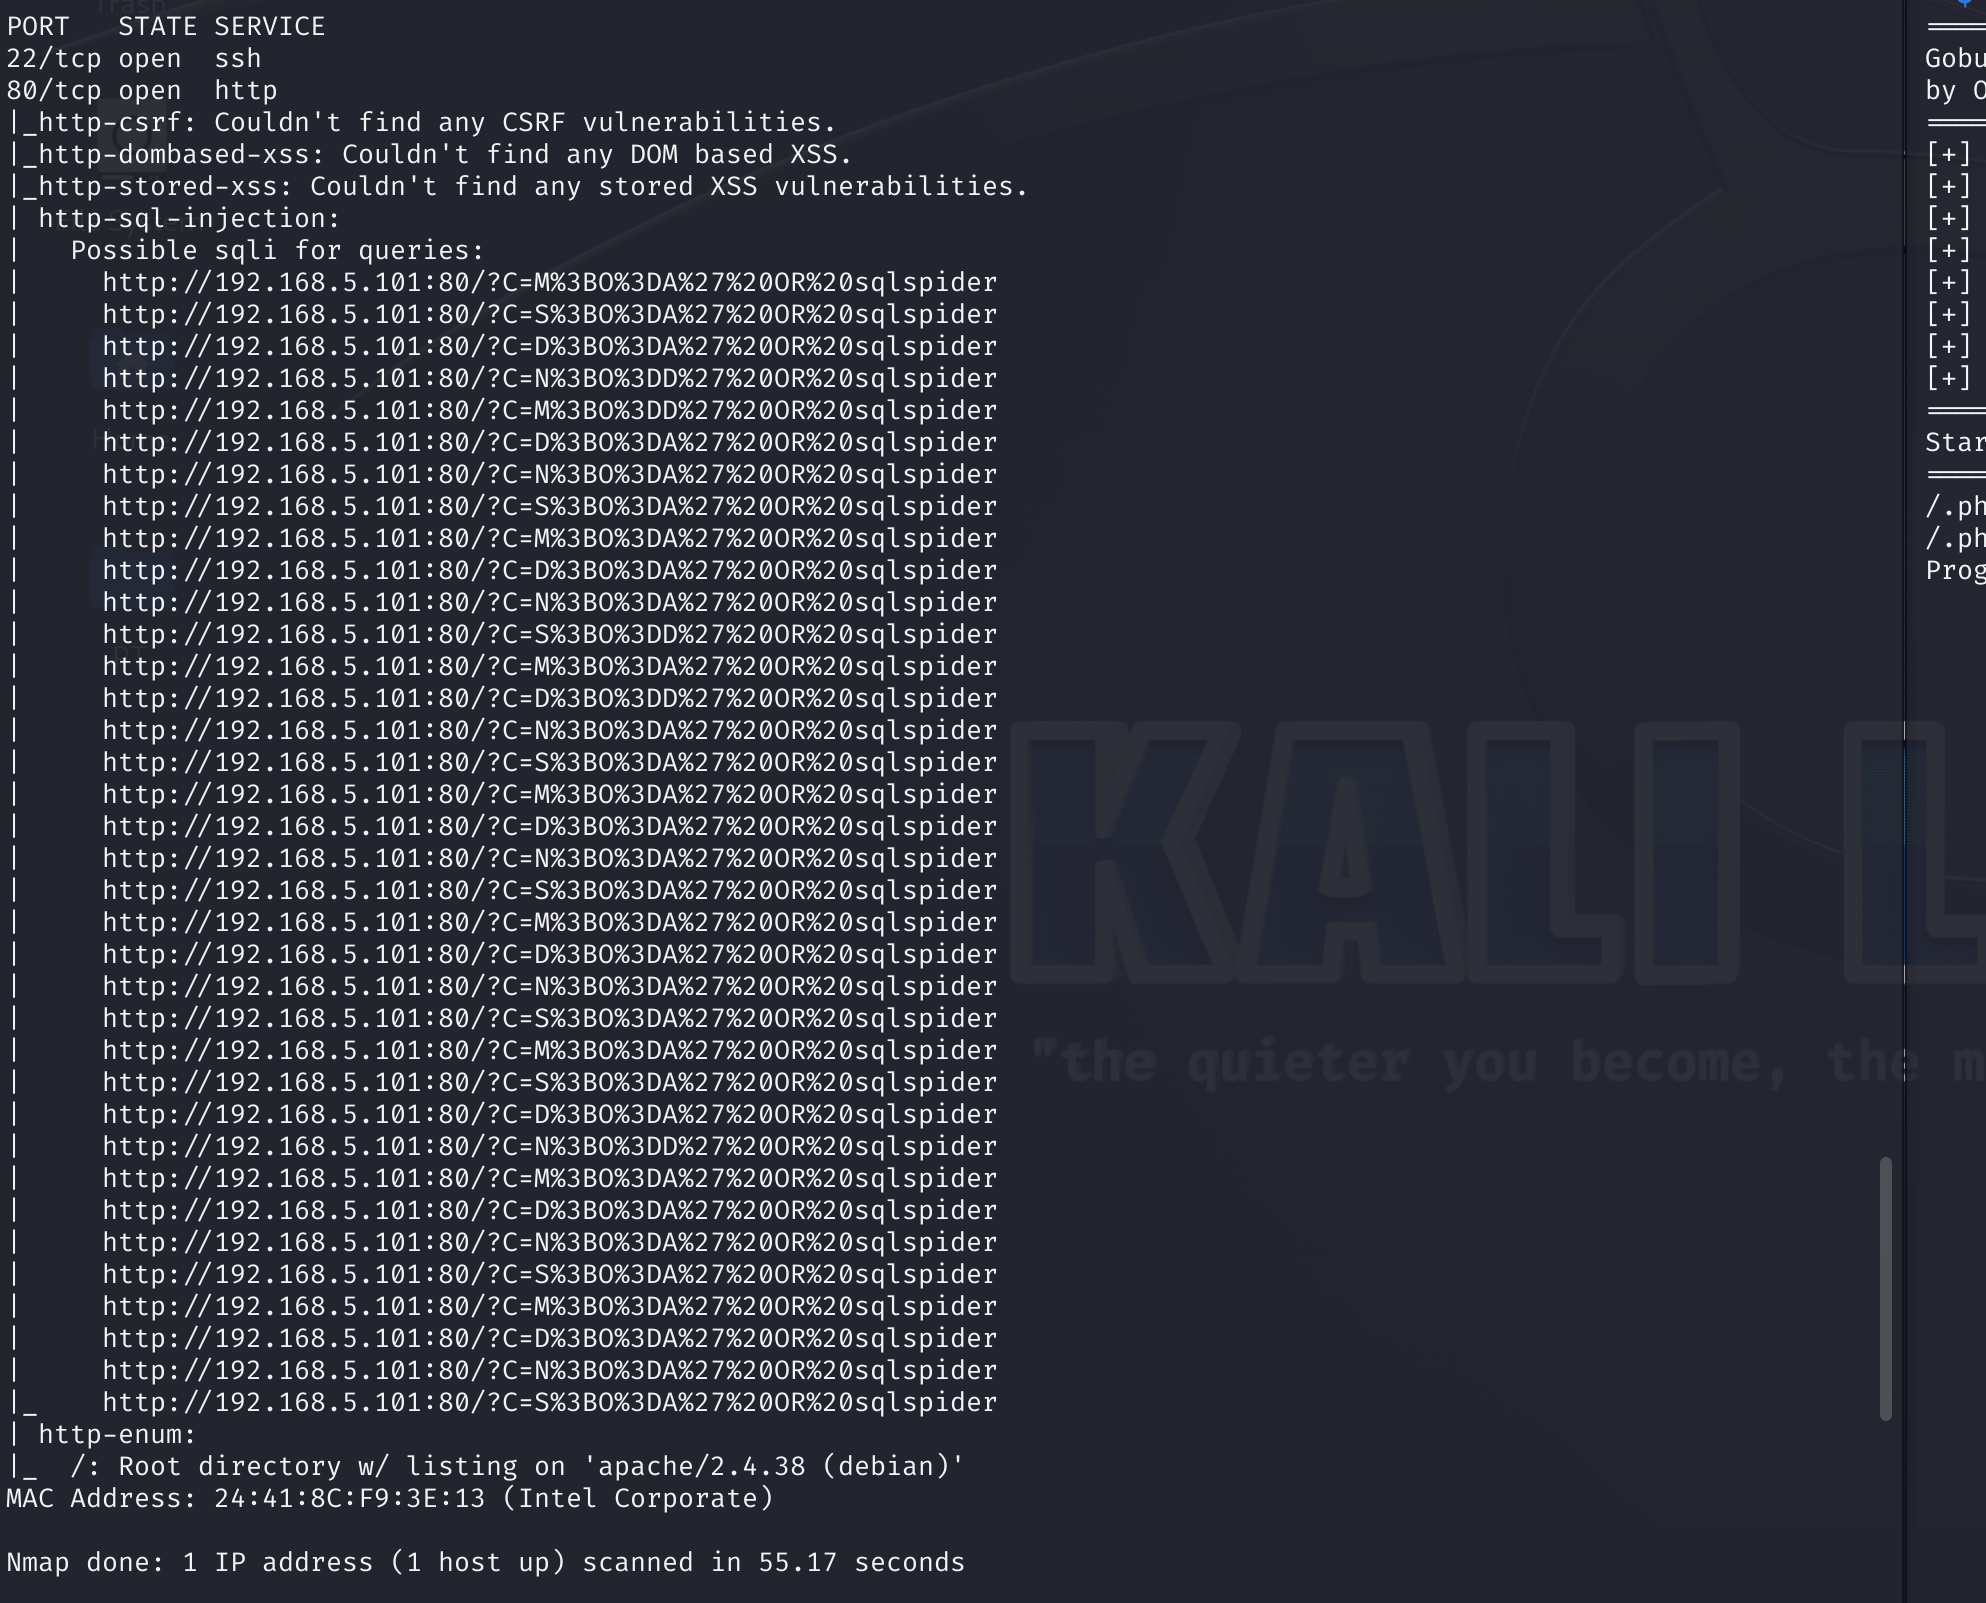 PORT   STATE SERVICE
22/tcp open  ssh
80/tcp open  http
|_http-csrf: Couldn't find any CSRF vulnerabilities.
|_http-dombased-xss: Couldn't find any DOM based XSS.
|_http-stored-xss: Couldn't find any stored XSS vulnerabilities.
| http-sql-injection:
|   Possible sqli for queries:
|     http://192.168.5.101:80/?C=M%3BO%3DA%27%20OR%20sqlspider
|     http://192.168.5.101:80/?C=S%3BO%3DA%27%20OR%20sqlspider
|     http://192.168.5.101:80/?C=D%3BO%3DA%27%20OR%20sqlspider
|     http://192.168.5.101:80/?C=N%3BO%3DD%27%20OR%20sqlspider
|     http://192.168.5.101:80/?C=M%3BO%3DD%27%20OR%20sqlspider
|     http://192.168.5.101:80/?C=D%3BO%3DA%27%20OR%20sqlspider
|     http://192.168.5.101:80/?C=N%3BO%3DA%27%20OR%20sqlspider
|     http://192.168.5.101:80/?C=S%3BO%3DA%27%20OR%20sqlspider
|     http://192.168.5.101:80/?C=M%3BO%3DA%27%20OR%20sqlspider
|     http://192.168.5.101:80/?C=D%3BO%3DA%27%20OR%20sqlspider
|     http://192.168.5.101:80/?C=N%3BO%3DA%27%20OR%20sqlspider
|     http://192.168.5.101:80/?C=S%3BO%3DD%27%20OR%20sqlspider
|     http://192.168.5.101:80/?C=M%3BO%3DA%27%20OR%20sqlspider
|     http://192.168.5.101:80/?C=D%3BO%3DD%27%20OR%20sqlspider
|     http://192.168.5.101:80/?C=N%3BO%3DA%27%20OR%20sqlspider
|     http://192.168.5.101:80/?C=S%3BO%3DA%27%20OR%20sqlspider
|     http://192.168.5.101:80/?C=M%3BO%3DA%27%20OR%20sqlspider
|     http://192.168.5.101:80/?C=D%3BO%3DA%27%20OR%20sqlspider
|     http://192.168.5.101:80/?C=N%3BO%3DA%27%20OR%20sqlspider
|     http://192.168.5.101:80/?C=S%3BO%3DA%27%20OR%20sqlspider
|     http://192.168.5.101:80/?C=M%3BO%3DA%27%20OR%20sqlspider
|     http://192.168.5.101:80/?C=D%3BO%3DA%27%20OR%20sqlspider
|     http://192.168.5.101:80/?C=N%3BO%3DA%27%20OR%20sqlspider
|     http://192.168.5.101:80/?C=S%3BO%3DA%27%20OR%20sqlspider
|     http://192.168.5.101:80/?C=M%3BO%3DA%27%20OR%20sqlspider
|     http://192.168.5.101:80/?C=S%3BO%3DA%27%20OR%20sqlspider
|     http://192.168.5.101:80/?C=D%3BO%3DA%27%20OR%20sqlspider
|     http://192.168.5.101:80/?C=N%3BO%3DD%27%20OR%20sqlspider
|     http://192.168.5.101:80/?C=M%3BO%3DA%27%20OR%20sqlspider
|     http://192.168.5.101:80/?C=D%3BO%3DA%27%20OR%20sqlspider
|     http://192.168.5.101:80/?C=N%3BO%3DA%27%20OR%20sqlspider
|     http://192.168.5.101:80/?C=S%3BO%3DA%27%20OR%20sqlspider
|     http://192.168.5.101:80/?C=M%3BO%3DA%27%20OR%20sqlspider
|     http://192.168.5.101:80/?C=D%3BO%3DA%27%20OR%20sqlspider
|     http://192.168.5.101:80/?C=N%3BO%3DA%27%20OR%20sqlspider
|_    http://192.168.5.101:80/?C=S%3BO%3DA%27%20OR%20sqlspider
| http-enum:
|_  /: Root directory w/ listing on 'apache/2.4.38 (debian)'
MAC Address: 24:41:8C:F9:3E:13 (Intel Corporate)
Nmap done: 1 IP address (1 host up) scanned in 55.17 seconds
Gobu
by O
[+]
[+]
[+]
[+]
[+]
[+]
[+]
[+]
Star
/.ph
/.ph
Prog
KALI L
"the quieter you become, the m
Trash